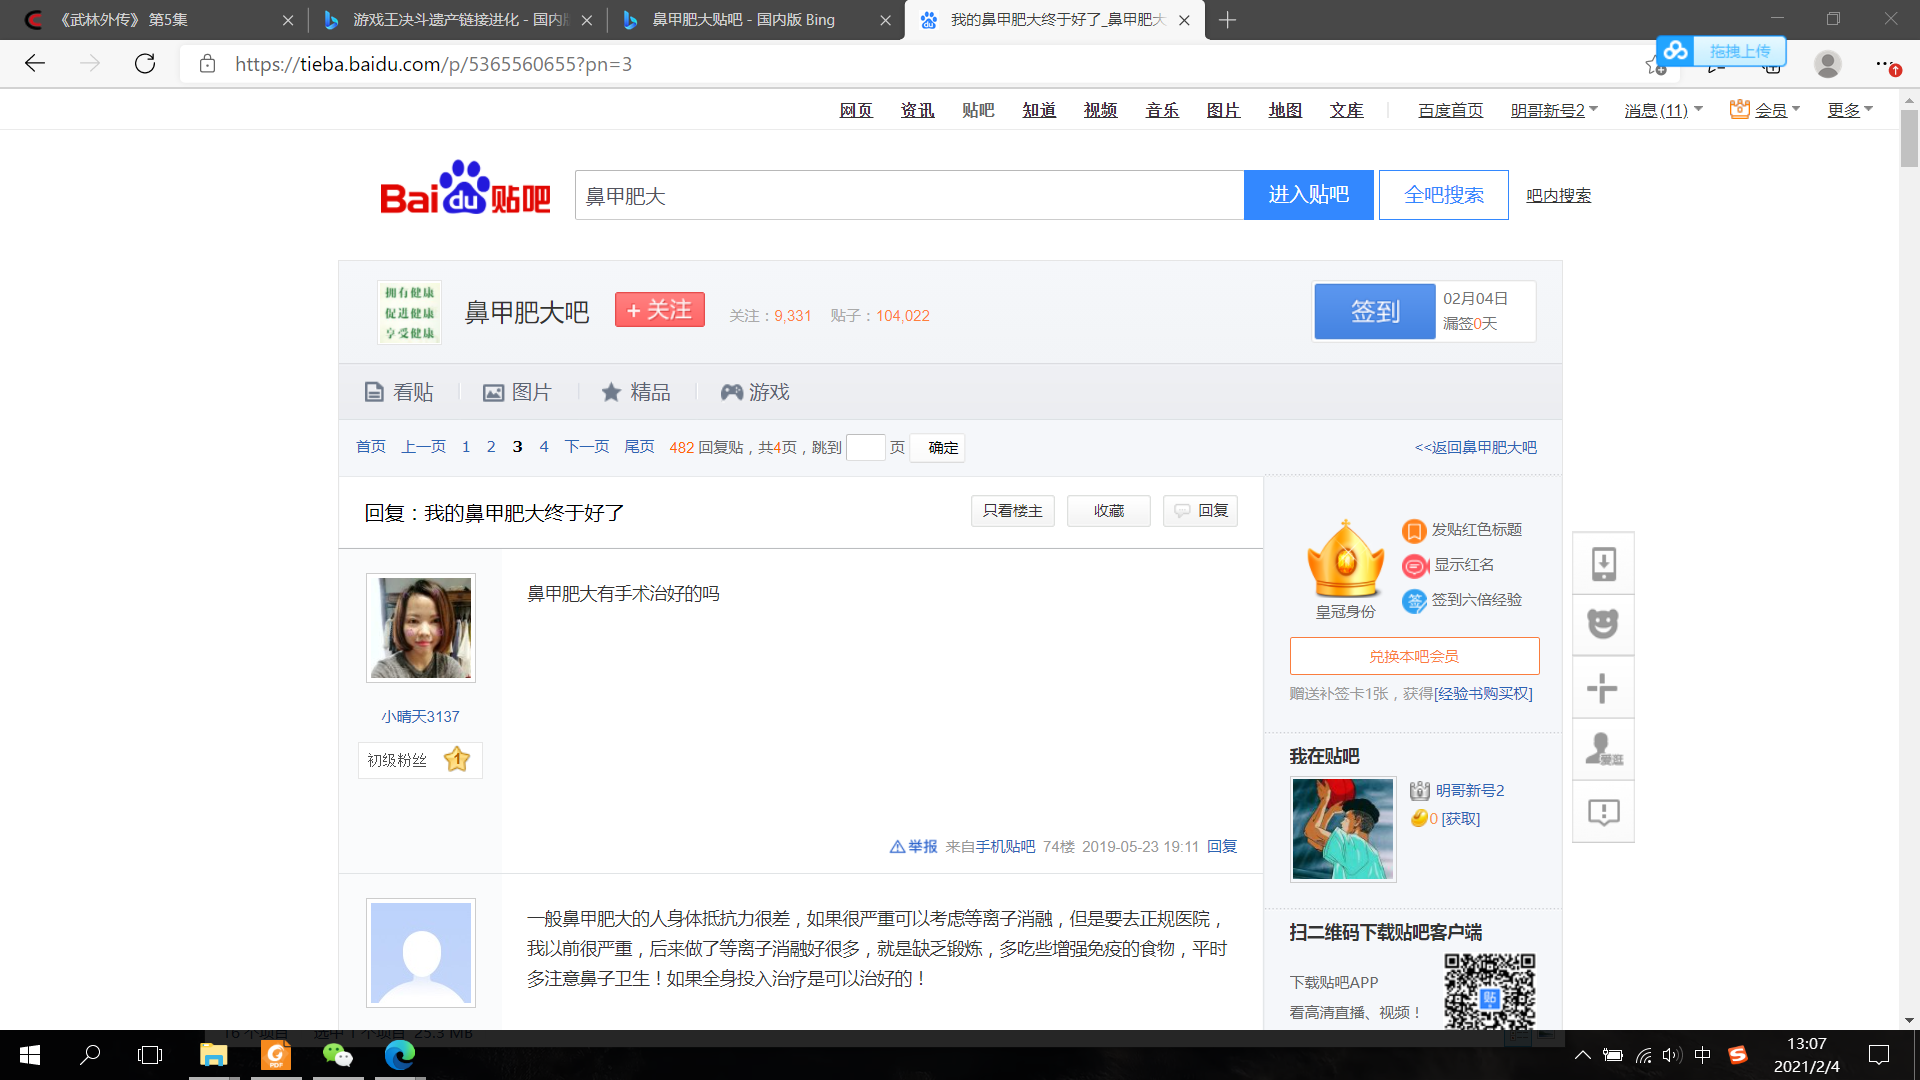 《武林外传》 第5集
游戏王决斗遗产链接进化 - 国内
鼻甲肥大贴吧 - 国内版 Bing
我的鼻甲肥大终于好了_鼻甲肥大
https://tieba.baidu.com/p/5365560655?pn=3
拖拽上传
网页 资讯 贴吧 知道 视频 音乐 图片 地图 文库 百度首页 明哥新号2 消息(11) 会员 更多
Bai du 贴吧
鼻甲肥大
进入贴吧
全吧搜索
吧内搜索
拥有健康
促进健康
享受健康
鼻甲肥大吧
+ 关注
关注：9,331 贴子：104,022
签到
02月04日
漏签0天
看贴 图片 精品 游戏
首页 上一页 1 2 3 4 下一页 尾页 482 回复贴，共4页，跳到 页 确定
<<返回鼻甲肥大吧
回复：我的鼻甲肥大终于好了
只看楼主 收藏 回复
鼻甲肥大有手术治好的吗
小晴天3137
初级粉丝 1
举报 来自手机贴吧 74楼 2019-05-23 19:11 回复
一般鼻甲肥大的人身体抵抗力很差，如果很严重可以考虑等离子消融，但是要去正规医院，
我以前很严重，后来做了等离子消融好很多，就是缺乏锻炼，多吃些增强免疫的食物，平时
多注意鼻子卫生！如果全身投入治疗是可以治好的！
皇冠身份
发贴红色标题
显示红名
签
签到六倍经验
兑换本吧会员
赠送补签卡1张，获得[经验书购买权]
我在贴吧
明哥新号2
0 [获取]
扫二维码下载贴吧客户端
下载贴吧APP
看高清直播、视频！
贴
爱逛
16 个项目 选中 1 个项目 25.3 MB
PDF
中
13:07
2021/2/4